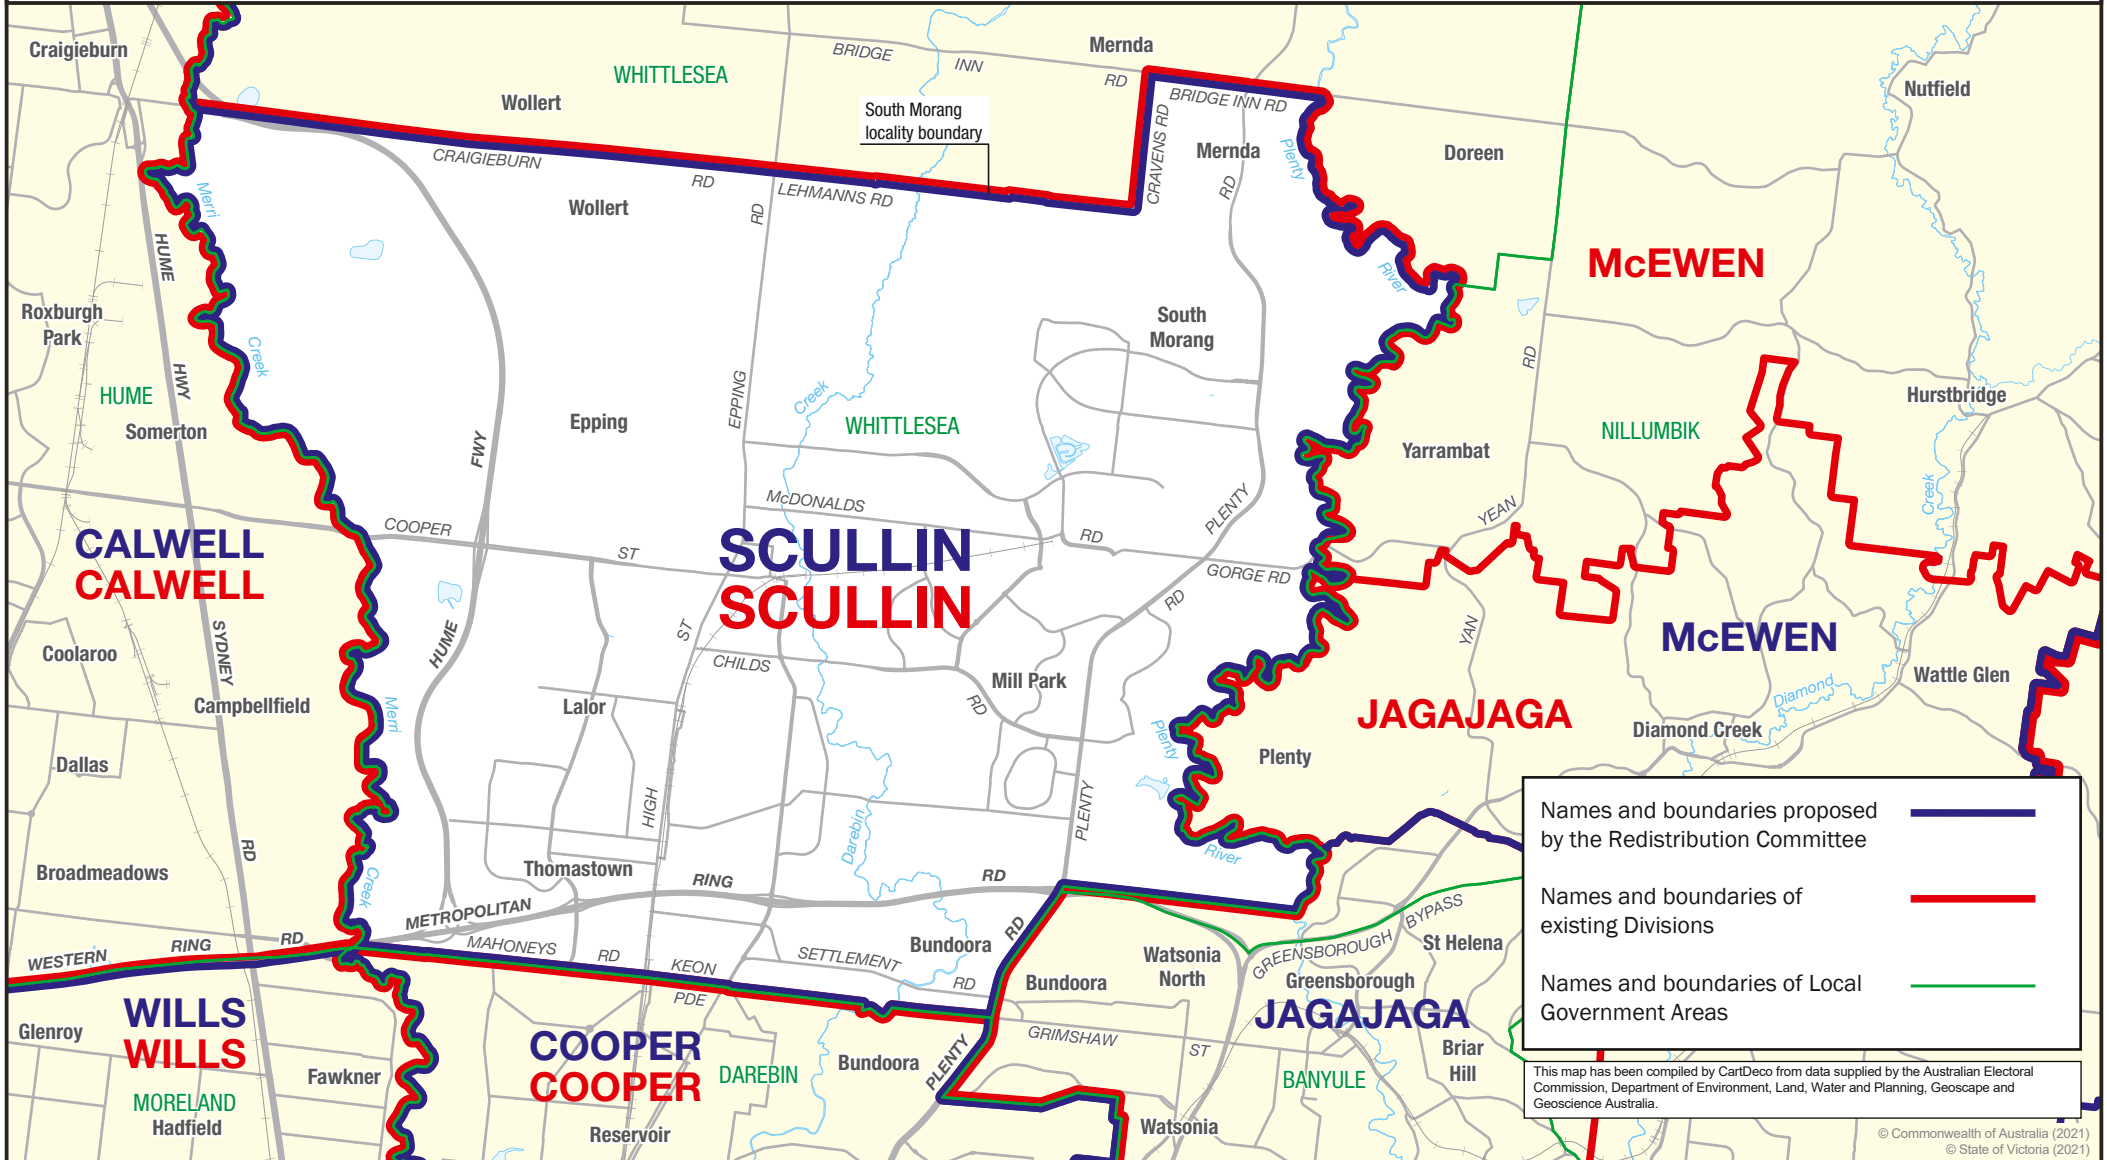 Craigieburn
WHITTLESEA
Wollert
BRIDGE
INN
RD
Mernda
South Morang
locality boundary
BRIDGE INN RD
CRAVENS RD
Mernda
RD
Plenty
River
Doreen
Nutfield
McEWEN
CRAIGIEBURN
RD
LEHMANNS RD
RD
Wollert
Merri
Creek
HUME
HWY
Roxburgh
Park
HUME
Somerton
South
Morang
EPPING
Creek
WHITTLESEA
Epping
FWY
RD
Hurstbridge
NILLUMBIK
Yarrambat
YEAN
Creek
McDONALDS
RD
PLENTY
COOPER
ST
GORGE RD
RD
CALWELL
CALWELL
SCULLIN
SCULLIN
McEWEN
YAN
Wattle Glen
Diamond
Diamond Creek
JAGAJAGA
Plenty
Plenty
River
SYDNEY
Coolaroo
Campbellfield
Merri
HUME
ST
CHILDS
RD
Mill Park
Lalor
HIGH
PLENTY
Dallas
Broadmeadows
RD
Creek
Thomastown
Darebin
METROPOLITAN
RING
RD
WESTERN
RING
RD
MAHONEYS
RD
KEON
PDE
SETTLEMENT
RD
Bundoora
RD
Bundoora
Watsonia
North
GREENSBOROUGH
BYPASS
St Helena
Greensborough
JAGAJAGA
GRIMSHAW
ST
Briar
Hill
BANYULE
Watsonia
PLENTY
Bundoora
DAREBIN
COOPER
COOPER
Reservoir
WILLS
WILLS
Glenroy
Fawkner
MORELAND
Hadfield
Names and boundaries proposed
by the Redistribution Committee
Names and boundaries of
existing Divisions
Names and boundaries of Local
Government Areas
This map has been compiled by CartDeco from data supplied by the Australian Electoral
Commission, Department of Environment, Land, Water and Planning, Geoscape and
Geoscience Australia.
© Commonwealth of Australia (2021)
© State of Victoria (2021)